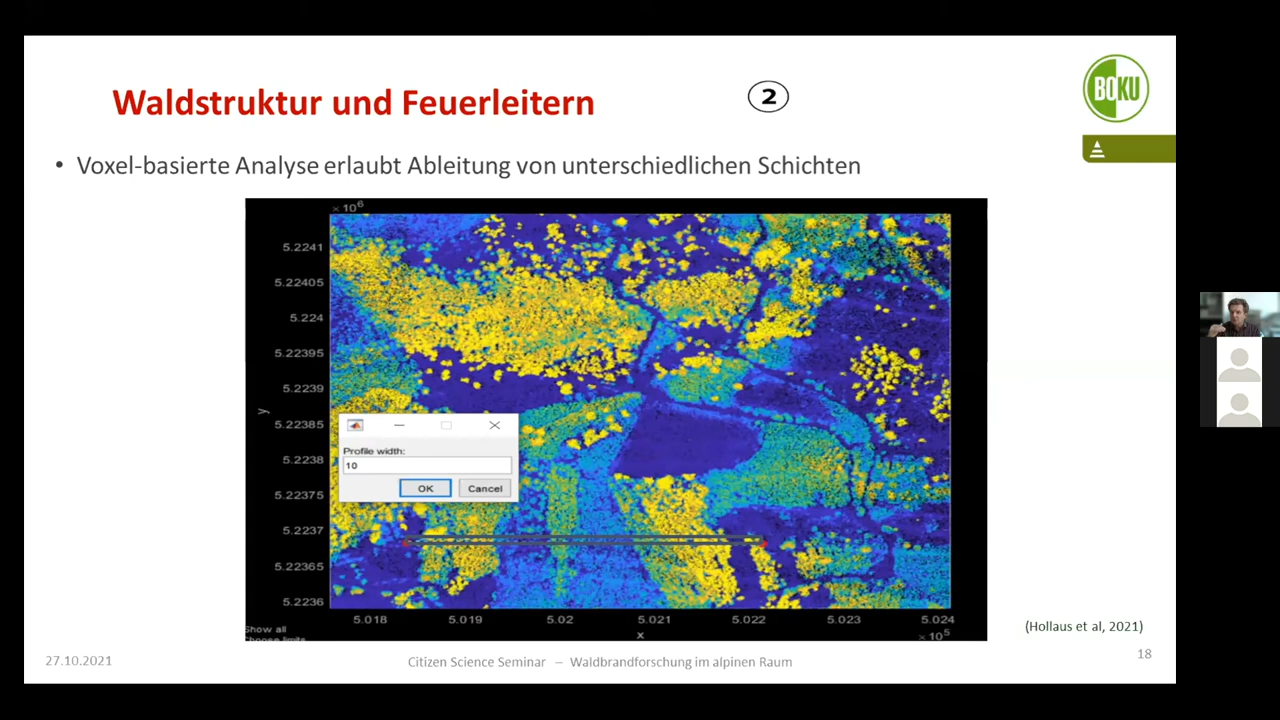 Waldstruktur und Feuerleitern
2
BOKU
• Voxel-basierte Analyse erlaubt Ableitung von unterschiedlichen Schichten
× 10⁶
5.2241
5.22405
5.224
5.22395
5.2239
5.22385
5.2238
5.22375
5.2237
5.22365
5.2236
y
Profile width:
10
OK
Cancel
5.018
5.019
5.02
5.021
5.022
5.023
5.024
x
× 10⁵
Show all
Choose limits
(Hollaus et al, 2021)
27.10.2021
Citizen Science Seminar – Waldbrandforschung im alpinen Raum
18